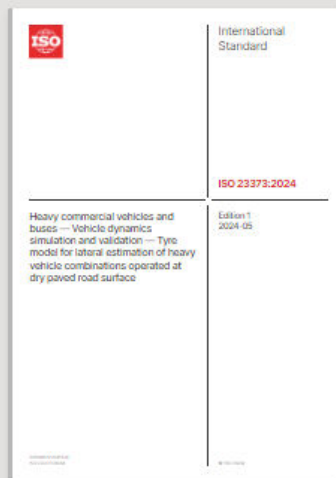 ISO
International
Standard
ISO 23373:2024
Heavy commercial vehicles and
buses — Vehicle dynamics
simulation and validation — Tyre
model for lateral estimation of heavy
vehicle combinations operated at
dry paved road surface
Edition 1
2024-05